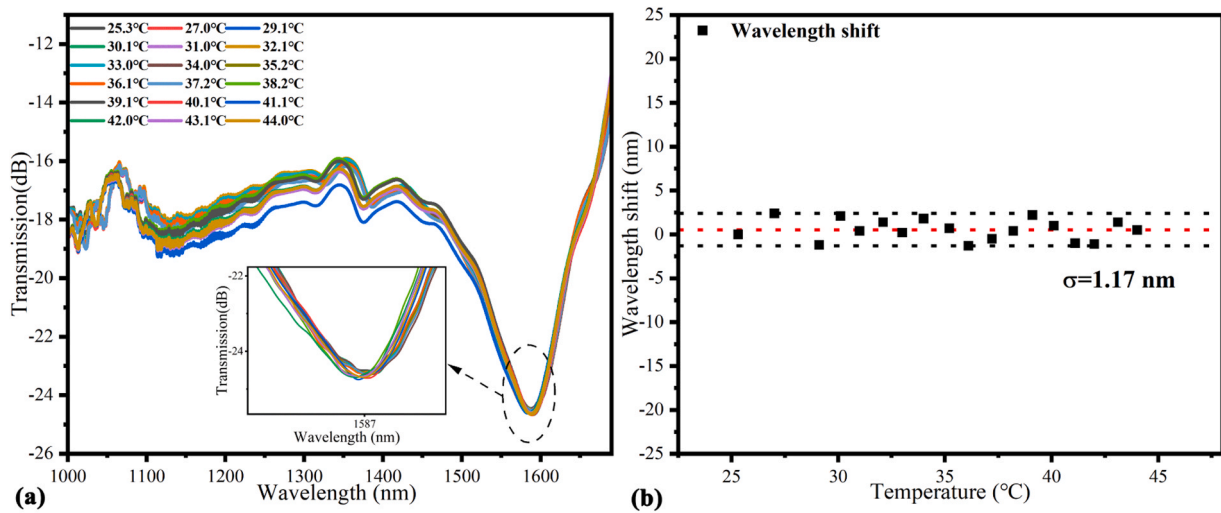 25.3℃ 27.0℃ 29.1℃
30.1℃ 31.0℃ 32.1℃
33.0℃ 34.0℃ 35.2℃
36.1℃ 37.2℃ 38.2℃
39.1℃ 40.1℃ 41.1℃
42.0℃ 43.1℃ 44.0℃
Transmission(dB)
-12
-14
-16
-18
-20
-22
-24
-26
1000 1100 1200 1300 1400 1500 1600
Wavelength (nm)
Transmission(dB)
-22
-24
1587
Wavelength (nm)
(a)
Wavelength shift
Wavelength shift (nm)
25
20
15
10
5
0
-5
-10
-15
-20
-25
σ=1.17 nm
25 30 35 40 45
Temperature (℃)
(b)